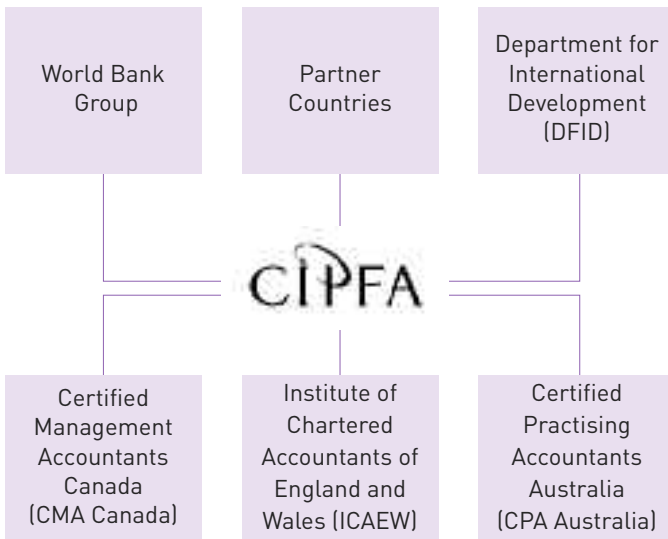 World Bank
Group
Partner
Countries
Department for
International
Development
(DFID)
CIPFA
Certified
Management
Accountants
Canada
(CMA Canada)
Institute of
Chartered
Accountants of
England and
Wales (ICAEW)
Certified
Practising
Accountants
Australia
(CPA Australia)